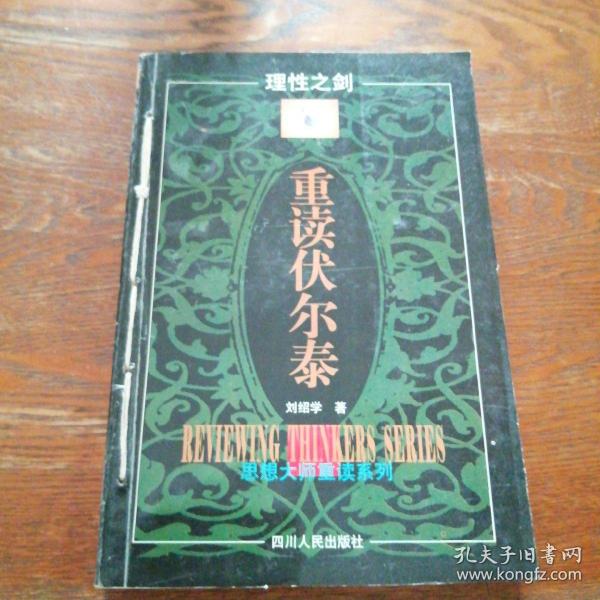 理性之剑
重读伏尔泰
刘绍学 著
REVIEWING THINKERS SERIES
思想大师重读系列
四川人民出版社
孔夫子旧书网
www.kongfz.com